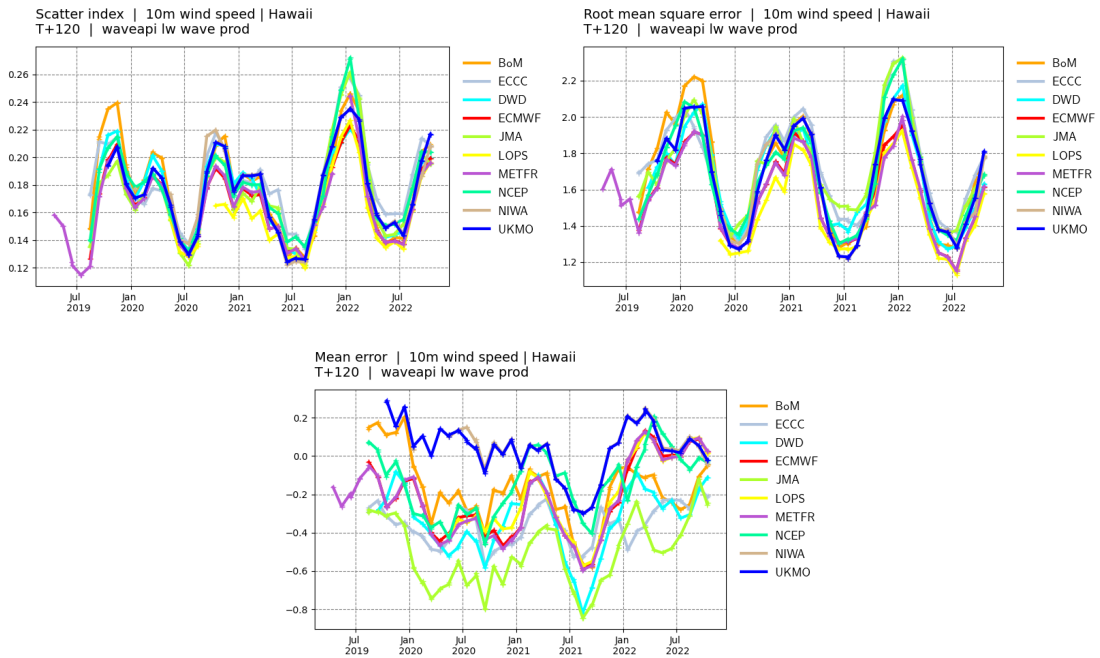 Scatter index | 10m wind speed | Hawaii
T+120 | waveapi lw wave prod
0.26
0.24
0.22
0.20
0.18
0.16
0.14
0.12
Jul 2019
Jan 2020
Jul 2020
Jan 2021
Jul 2021
Jan 2022
Jul 2022
BoM
ECCC
DWD
ECMWF
JMA
LOPS
METFR
NCEP
NIWA
UKMO
Root mean square error | 10m wind speed | Hawaii
T+120 | waveapi lw wave prod
2.2
2.0
1.8
1.6
1.4
1.2
Jul 2019
Jan 2020
Jul 2020
Jan 2021
Jul 2021
Jan 2022
Jul 2022
BoM
ECCC
DWD
ECMWF
JMA
LOPS
METFR
NCEP
NIWA
UKMO
Mean error | 10m wind speed | Hawaii
T+120 | waveapi lw wave prod
0.2
0.0
−0.2
−0.4
−0.6
−0.8
Jul 2019
Jan 2020
Jul 2020
Jan 2021
Jul 2021
Jan 2022
Jul 2022
BoM
ECCC
DWD
ECMWF
JMA
LOPS
METFR
NCEP
NIWA
UKMO